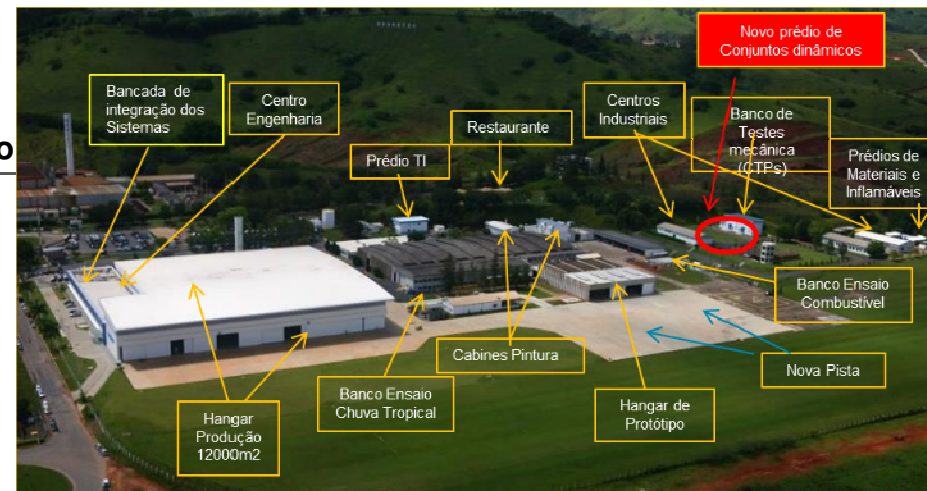 Novo prédio de
Conjuntos dinâmicos
Bancada de
integração dos
Sistemas
Centro
Engenharia
Restaurante
Centros
Industriais
Banco de
Testes
mecânica
(CTPs)
Prédio TI
Prédios de
Materiais e
Inflamáveis
o
Banco Ensaio
Combustível
Cabines Pintura
Nova Pista
Banco Ensaio
Chuva Tropical
Hangar de
Protótipo
Hangar
Produção
12000m2